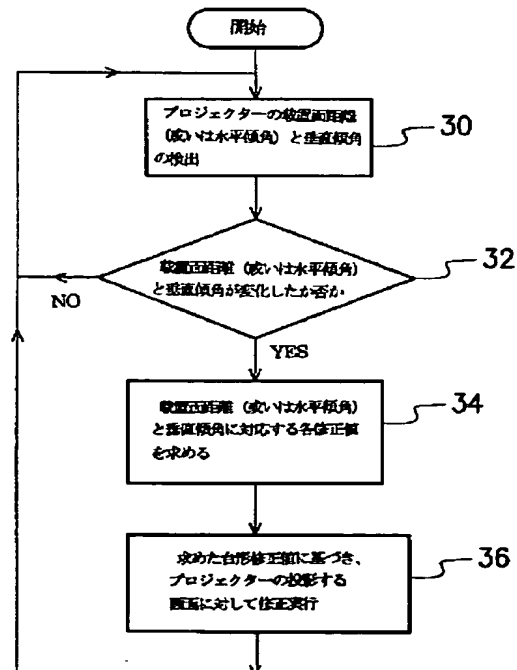 開始
プロジェクターの装置面距離
(或いは水平傾角)と垂直傾角
の検出
30
装置面距離(或いは水平傾角)
と垂直傾角が変化したか否か
32
NO
YES
装置面距離(或いは水平傾角)
と垂直傾角に対応する各修正値
を求める
34
求めた台形修正値に基づき、
プロジェクターの投影する
画面に対して修正実行
36